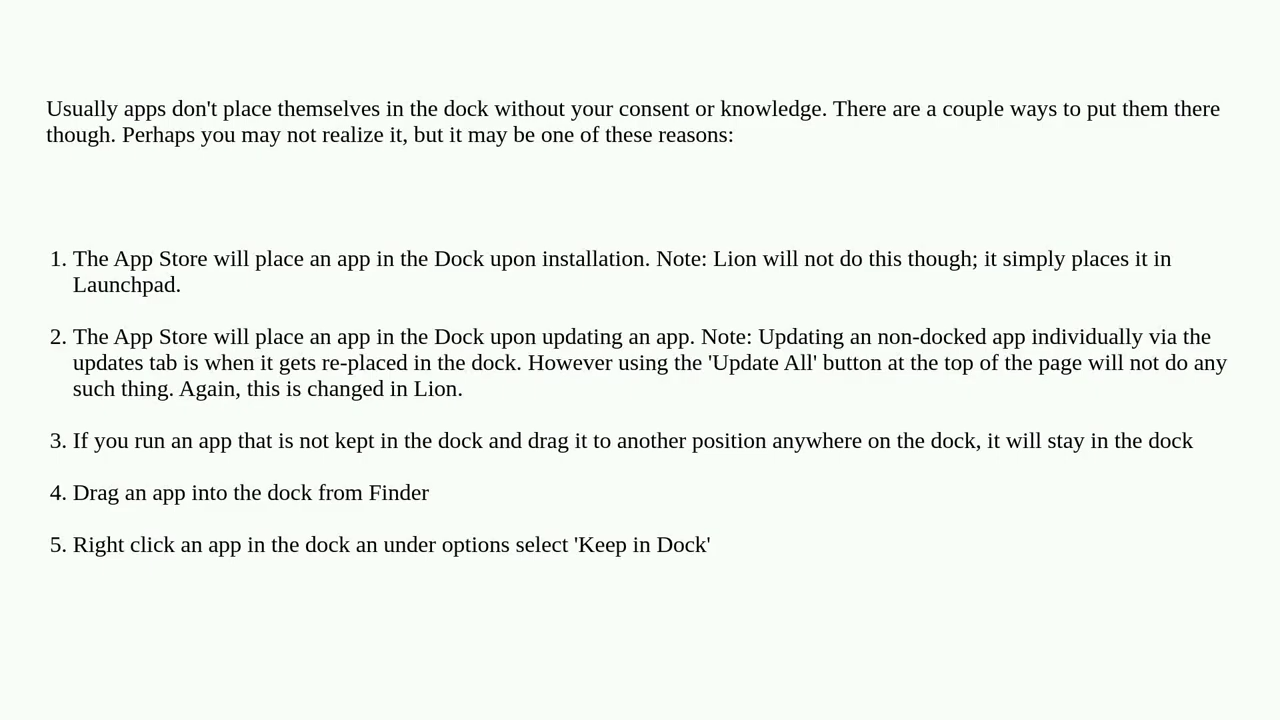 Usually apps don't place themselves in the dock without your consent or knowledge. There are a couple ways to put them there
though. Perhaps you may not realize it, but it may be one of these reasons:
1. The App Store will place an app in the Dock upon installation. Note: Lion will not do this though; it simply places it in
Launchpad.
2. The App Store will place an app in the Dock upon updating an app. Note: Updating an non-docked app individually via the
updates tab is when it gets re-placed in the dock. However using the 'Update All' button at the top of the page will not do any
such thing. Again, this is changed in Lion.
3. If you run an app that is not kept in the dock and drag it to another position anywhere on the dock, it will stay in the dock
4. Drag an app into the dock from Finder
5. Right click an app in the dock an under options select 'Keep in Dock'